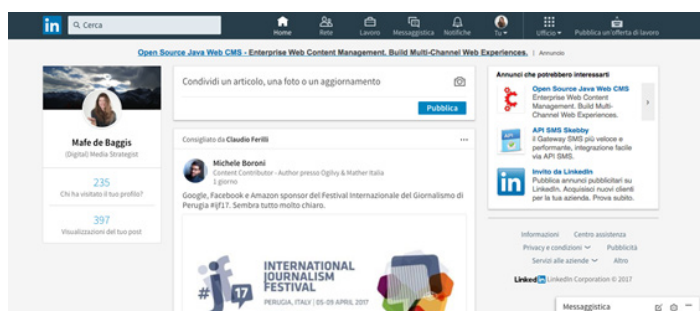 in
Cerca
Home
Rete
Lavoro
Messaggistica
Notifiche
Tu
Uffício
Pubblica un'offerta di lavoro
Open Source Java Web CMS - Enterprise Web Content Management. Build Multi-Channel Web Experiences. | Annuncio
Mafe de Baggis
(Digital) Media Strategist
235
Chi ha visitato il tuo profilo?
397
Visualizzazioni del tuo post
Condividi un articolo, una foto o un aggiornamento
Pubblica
Consigliato da Claudio Ferilli
Michele Boroni
Content Contributor - Author presso Ogilvy & Mather Italia
1 giorno
Google, Facebook e Amazon sponsor del Festival Internazionale del Giornalismo di
Perugia #ijf17. Sembra tutto molto chiaro.
#ijf
17
INTERNATIONAL
JOURNALISM
FESTIVAL
PERUGIA, ITALY | 05-09 APRIL 2017
Annunci che potrebbero interessarti
Open Source Java Web CMS
Enterprise Web Content
Management. Build Multi-
Channel Web Experiences.
API SMS Skebby
il Gateway SMS più veloce e
performante, integrazione facile
via API SMS.
in
Invito da LinkedIn
Pubblica annunci pubblicitari su
LinkedIn. Acquisisci nuovi clienti
per la tua azienda. Prova subito.
Informazioni
Centro assistenza
Privacy e condizioni
Pubblicità
Servizi alle aziende
Altro
Linked in LinkedIn Corporation © 2017
Messaggistica